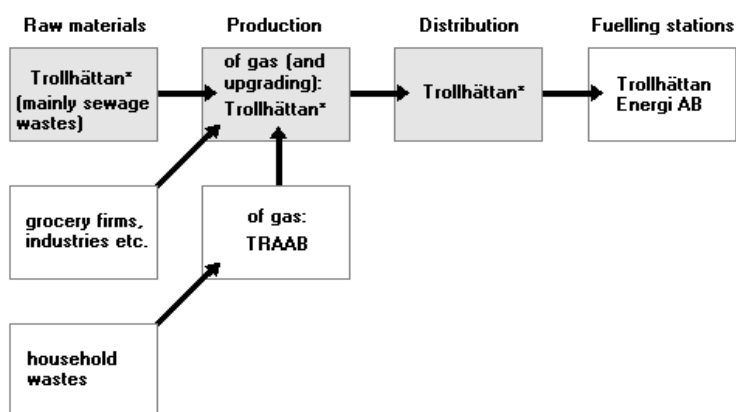 Raw materials
Production
Distribution
Fuelling stations
Trollhättan*
(mainly sewage
wastes)
of gas (and
upgrading):
Trollhättan*
Trollhättan*
Trollhättan
Energi AB
grocery firms,
industries etc.
of gas:
TRAAB
household
wastes